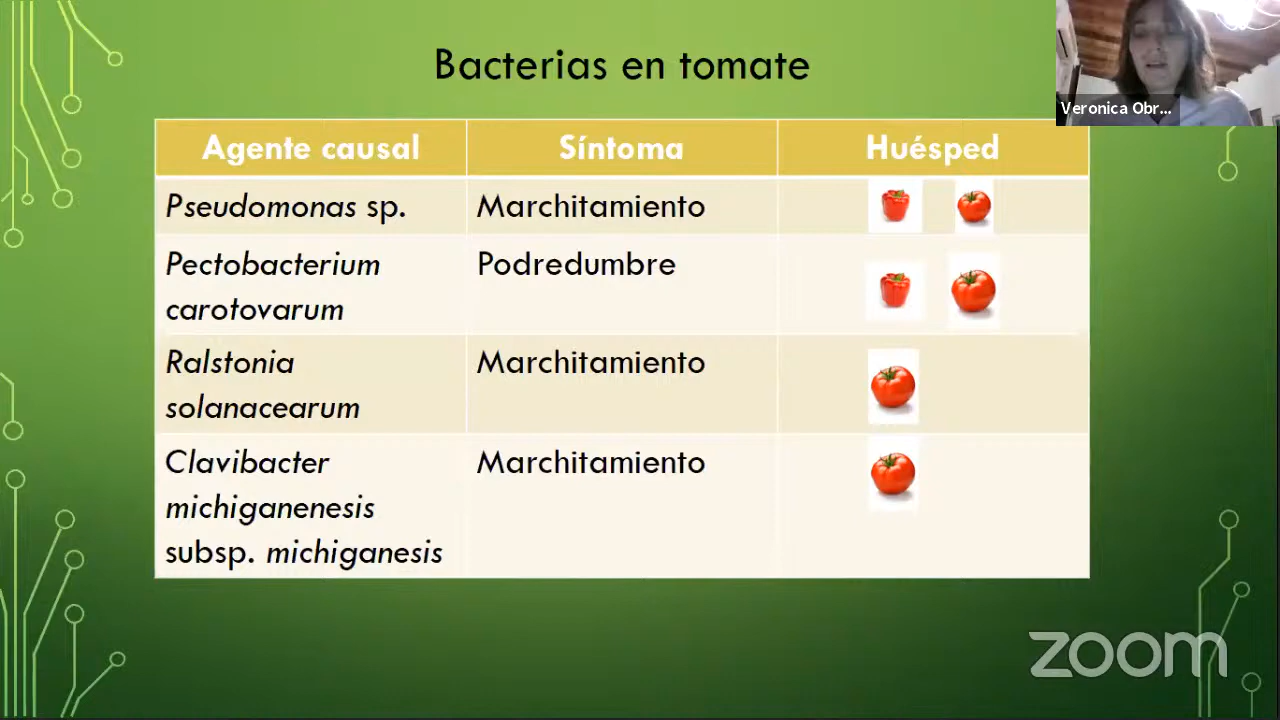 Bacterias en tomate
Veronica Obr...
Agente causal Síntoma Huésped
Pseudomonas sp. Marchitamiento
Pectobacterium Podredumbre
carotovarum
Ralstonia Marchitamiento
solanacearum
Clavibacter Marchitamiento
michiganenesis
subsp. michiganesis
zoom